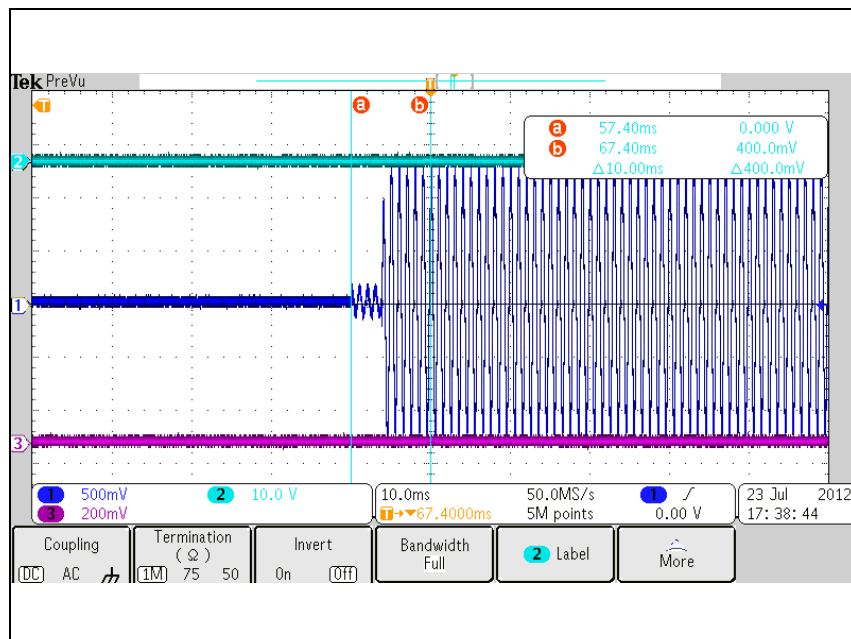 Tek PreVu
T
T
a b
a 57.40ms 0.000 V
b 67.40ms 400.0mV
Δ10.00ms Δ400.0mV
2
1
3
1 500mV 2 10.0 V
3 200mV
10.0ms 50.0MS/s 1 0.00 V
T→▼67.4000ms 5M points
23 Jul 2012
17:38:44
Coupling
DC AC
Termination
(Ω)
1M 75 50
Invert
On Off
Bandwidth
Full
2 Label
More